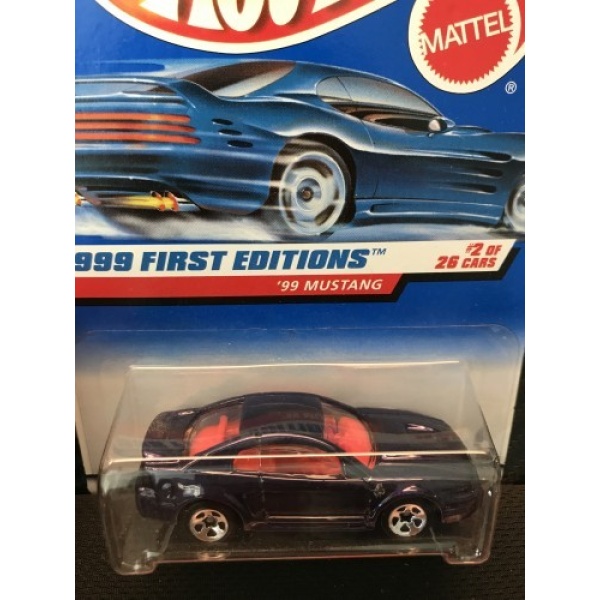 MATTEL
®
999 FIRST EDITIONS™
#2 OF
26 CARS
'99 MUSTANG